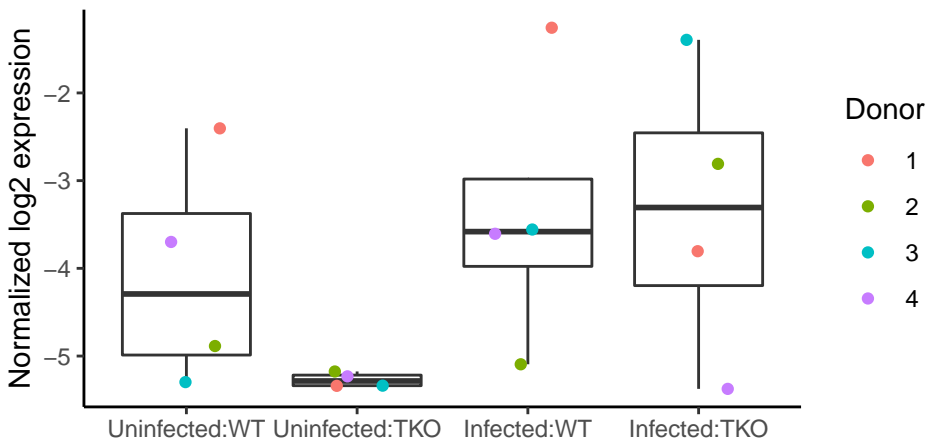 Normalized log2 expression
−2
−3
−4
−5
Uninfected:WT Uninfected:TKO Infected:WT Infected:TKO
Donor
1
2
3
4